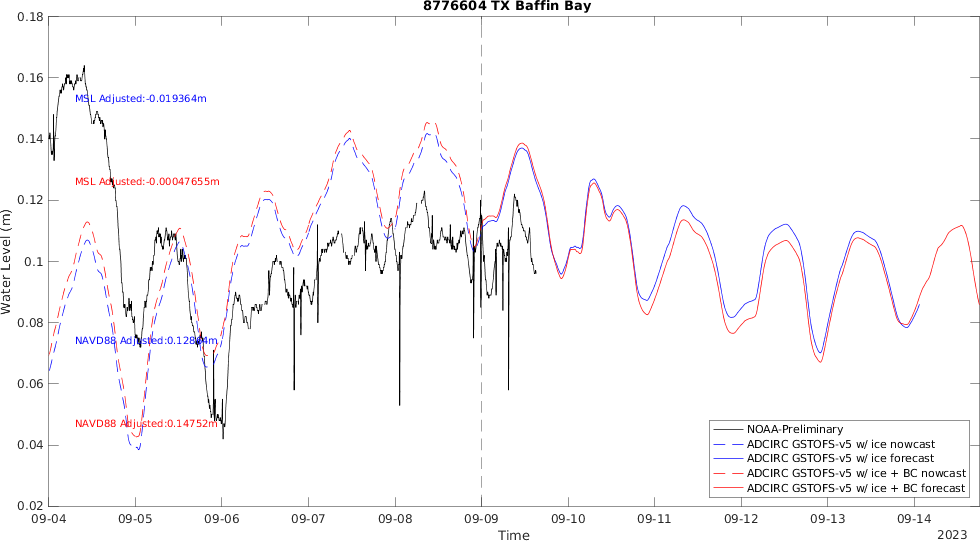 8776604 TX Baffin Bay
0.18
0.16
MSL Adjusted:-0.019364m
0.14
MSL Adjusted:-0.00047655m
0.12
Water Level (m)
0.1
0.08
NAVD88 Adjusted:0.12864m
0.06
NAVD88 Adjusted:0.14752m
0.04
0.02
NOAA-Preliminary
ADCIRC GSTOFS-v5 w/ ice nowcast
ADCIRC GSTOFS-v5 w/ ice forecast
ADCIRC GSTOFS-v5 w/ ice + BC nowcast
ADCIRC GSTOFS-v5 w/ ice + BC forecast
09-04 09-05 09-06 09-07 09-08 09-09 09-10 09-11 09-12 09-13 09-14
Time
2023